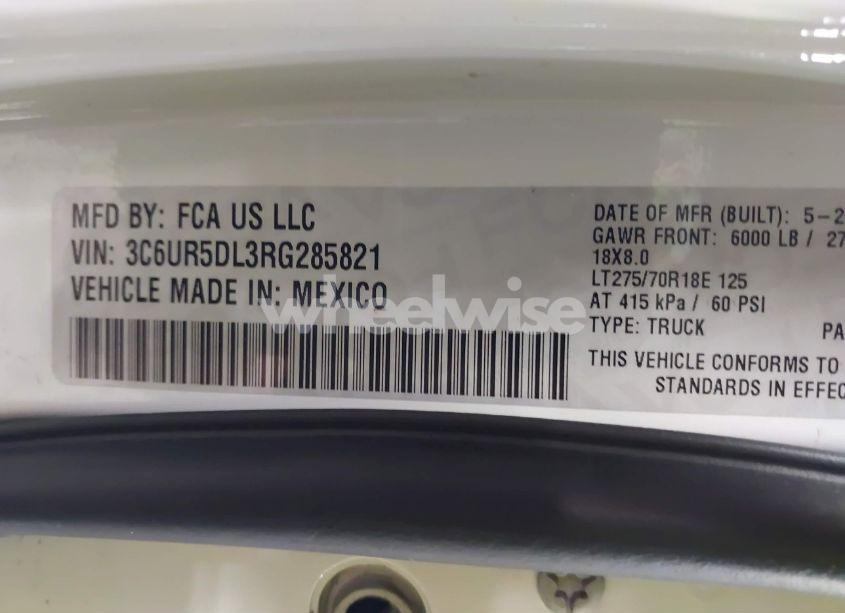 MFD BY: FCA US LLC
VIN: 3C6UR5DL3RG285821
VEHICLE MADE IN: MEXICO
DATE OF MFR (BUILT): 5-2
GAWR FRONT: 6000 LB / 27
18X8.0
LT275/70R18E 125
AT 415 kPa / 60 PSI
TYPE: TRUCK PA
THIS VEHICLE CONFORMS TO
STANDARDS IN EFFEC
wheelwise